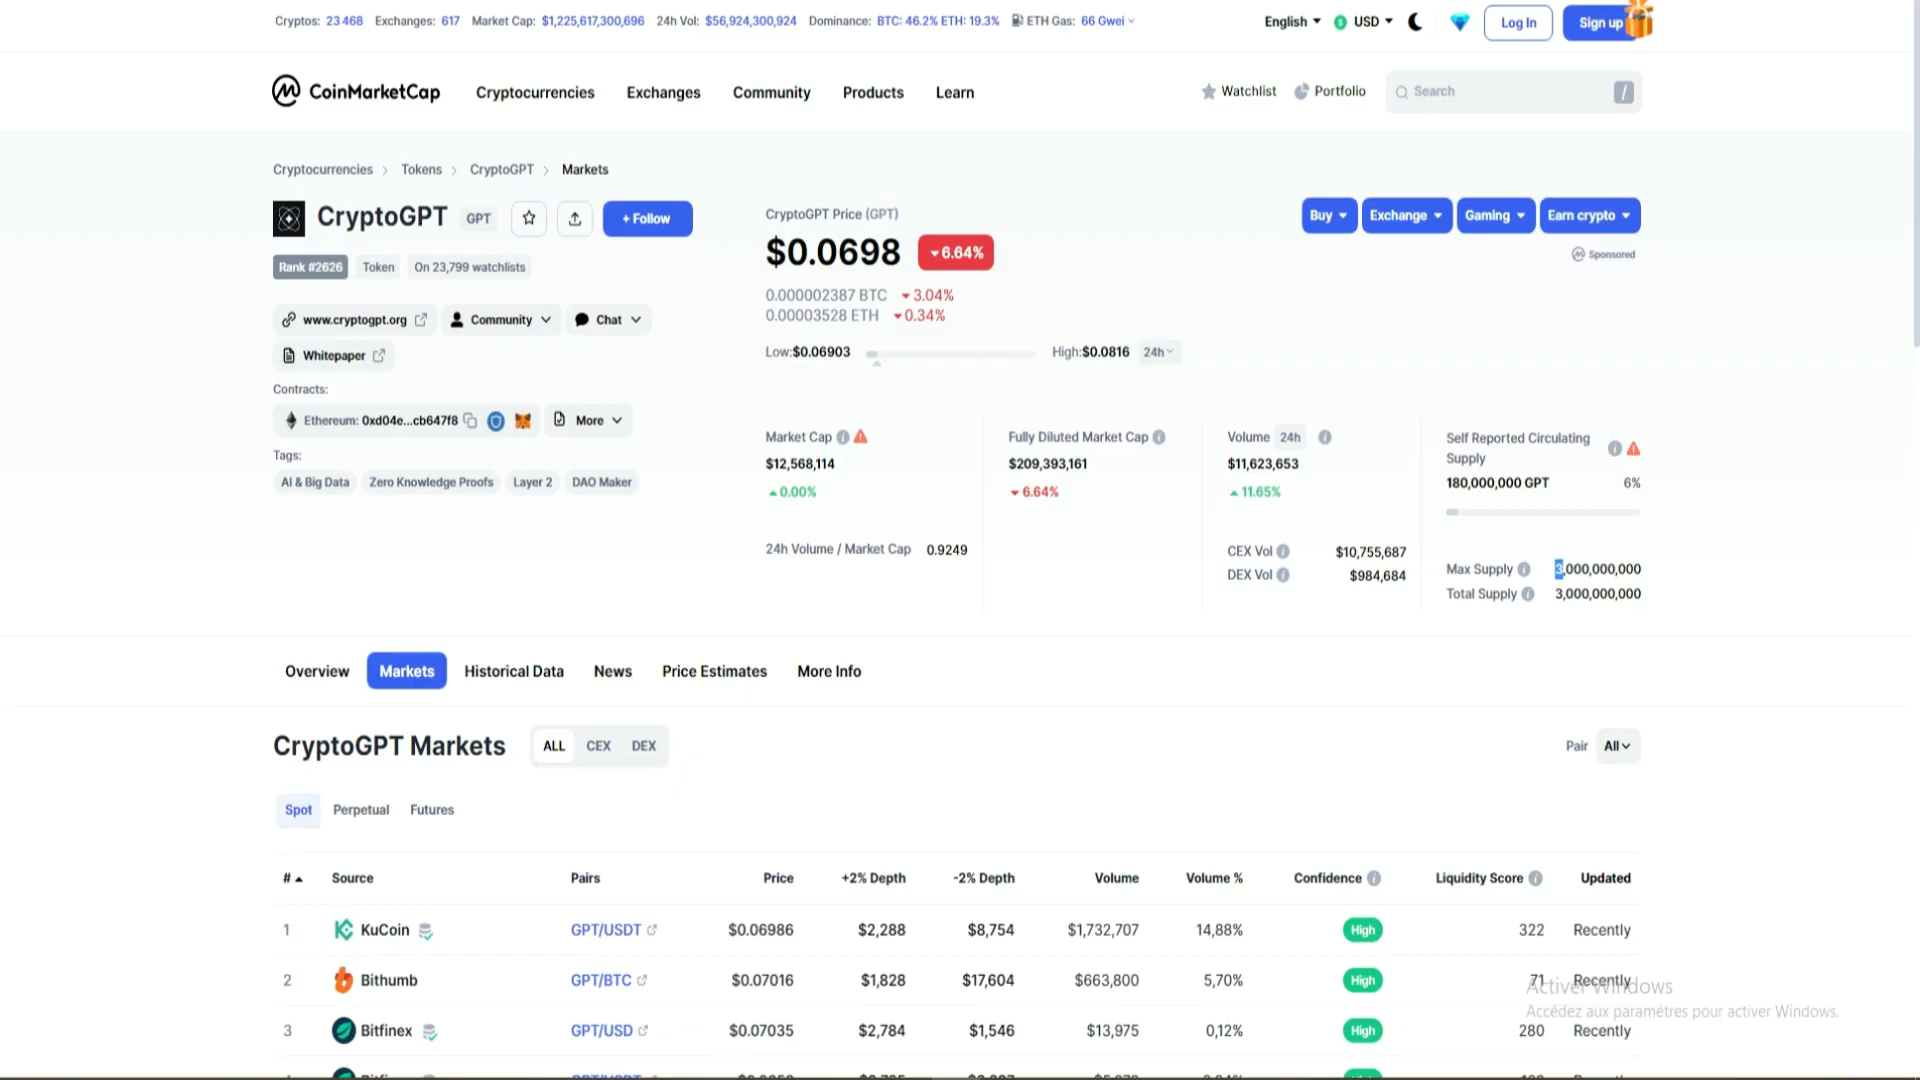 Cryptos: 23 468 Exchanges: 617 Market Cap: $1,225,617,300,696 24h Vol: $56,924,300,924 Dominance: BTC: 46.2% ETH: 19.3% ETH Gas: 66 Gwei English USD Log In Sign up
CoinMarketCap Cryptocurrencies Exchanges Community Products Learn Watchlist Portfolio Search /
Cryptocurrencies Tokens CryptoGPT Markets
CryptoGPT GPT + Follow
Rank #2626 Token On 23,799 watchlists
www.cryptogpt.org Community Chat
Whitepaper
Contracts:
Ethereum: 0xd04e...cb647f8 More
Tags:
AI & Big Data Zero Knowledge Proofs Layer 2 DAO Maker
CryptoGPT Price (GPT)
$0.0698 6.64%
0.000002387 BTC 3.04%
0.00003528 ETH 0.34%
Low:$0.06903 High:$0.0816 24h
Buy Exchange Gaming Earn crypto
Sponsored
Market Cap
$12,568,114
0.00%
24h Volume / Market Cap 0.9249
Fully Diluted Market Cap
$209,393,161
6.64%
Volume 24h
$11,623,653
11.65%
CEX Vol $10,755,687
DEX Vol $984,684
Self Reported Circulating
Supply
180,000,000 GPT 6%
Max Supply 3,000,000,000
Total Supply 3,000,000,000
Overview Markets Historical Data News Price Estimates More Info
CryptoGPT Markets ALL CEX DEX Pair All
Spot Perpetual Futures
# Source Pairs Price +2% Depth -2% Depth Volume Volume % Confidence Liquidity Score Updated
1 KuCoin GPT/USDT $0.06986 $2,288 $8,754 $1,732,707 14,88% High 322 Recently
2 Bithumb GPT/BTC $0.07016 $1,828 $17,604 $663,800 5,70% High 71 Recently
Activer Windows
Accédez aux paramètres pour activer Windows.
3 Bitfinex GPT/USD $0.07035 $2,784 $1,546 $13,975 0,12% High 280 Recently